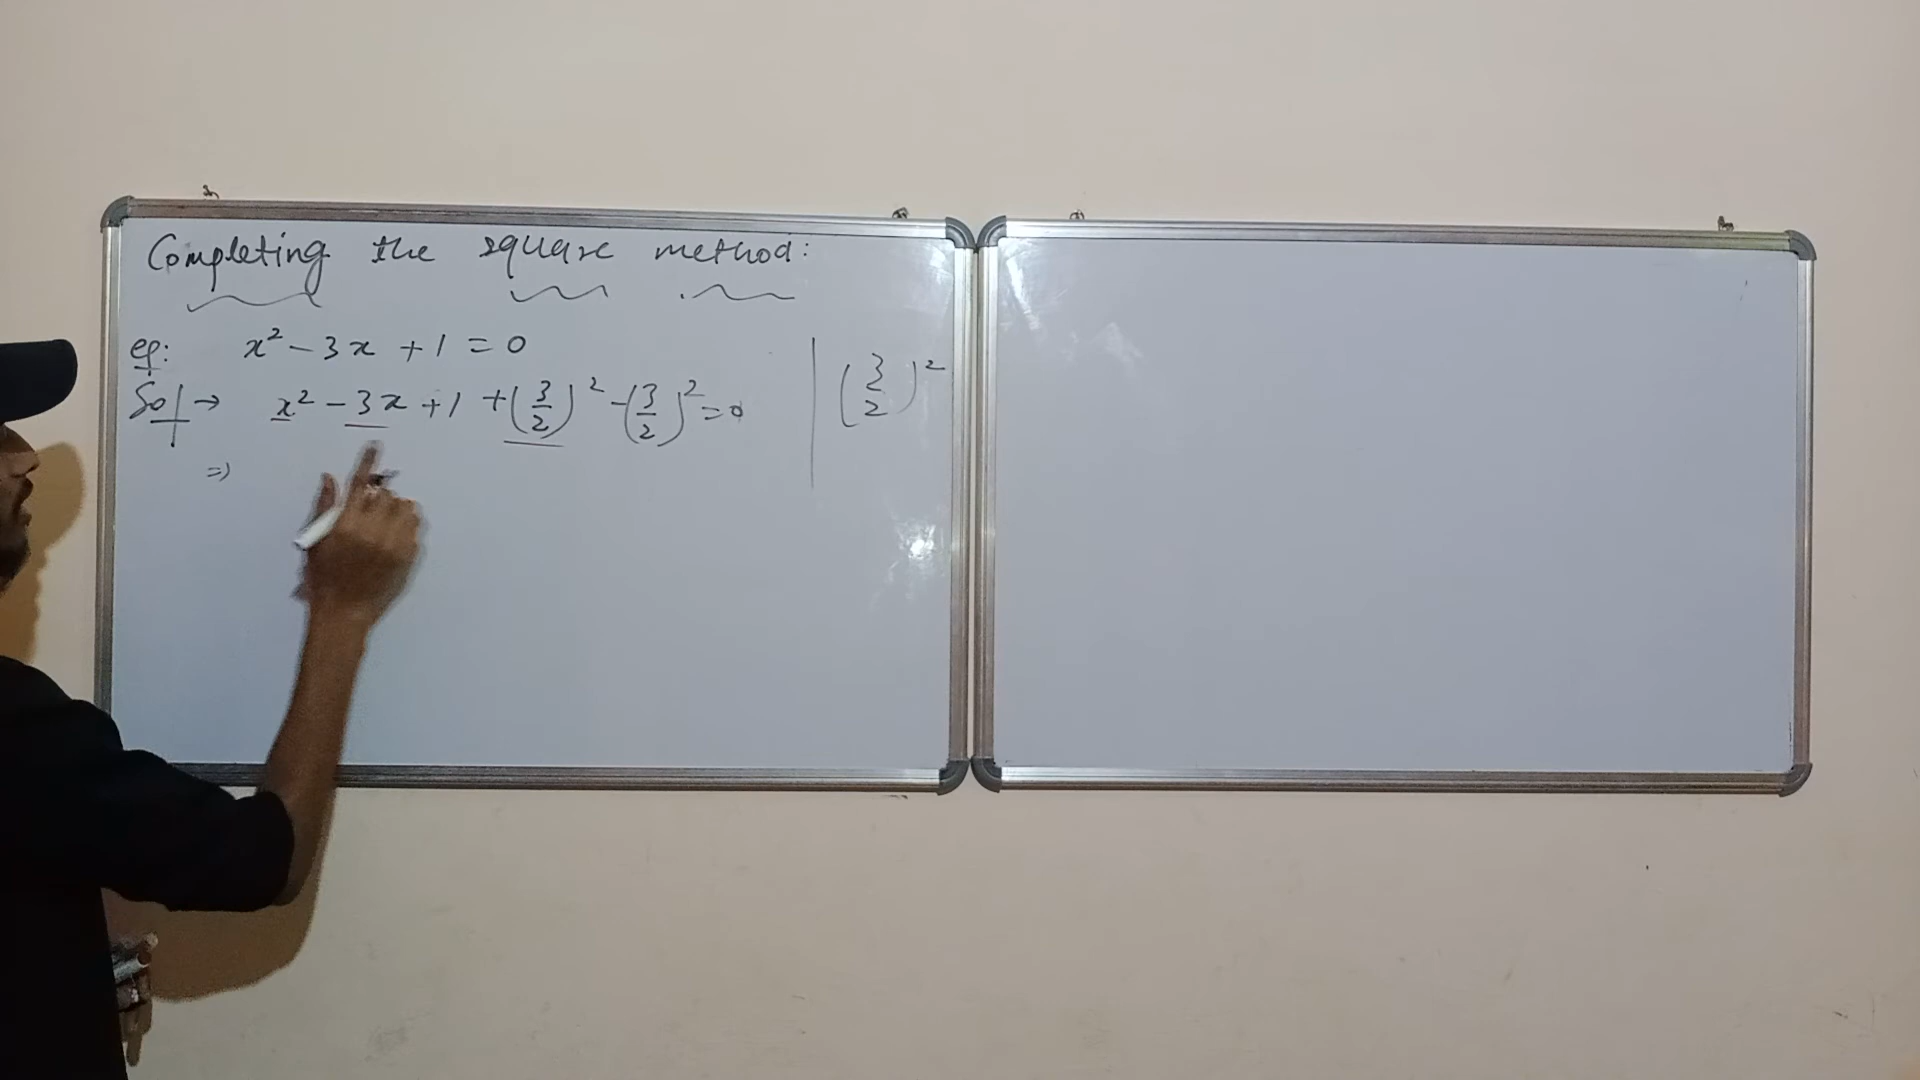 Completing the square method:
eg: x² - 3x + 1 = 0
Sol → x² - 3x + 1 + (3/2)² - (3/2)² = 0
⇒
(3/2)²